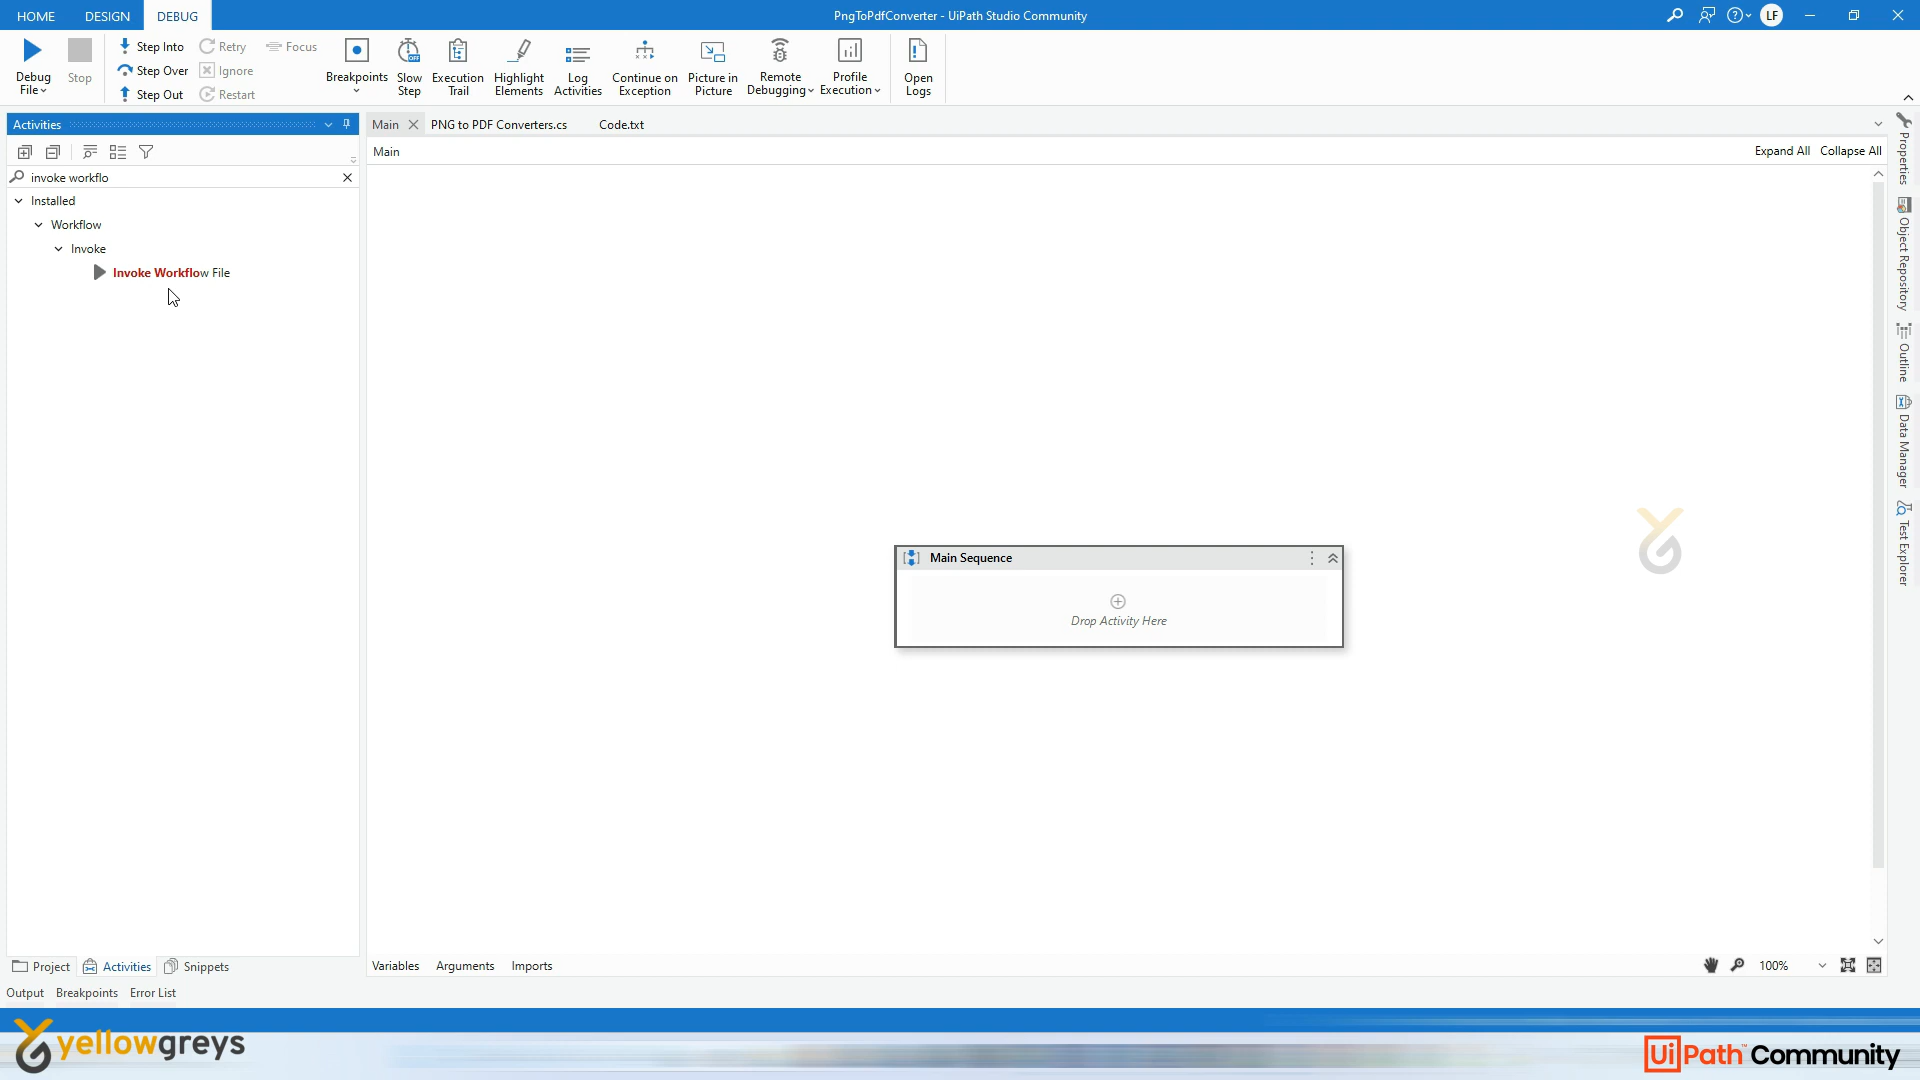 HOME DESIGN DEBUG
PngToPdfConverter - UiPath Studio Community
LF
Debug File
Stop
Step Into
Step Over
Step Out
Retry
Ignore
Restart
Focus
Breakpoints
Slow Step
Execution Trail
Highlight Elements
Log Activities
Continue on Exception
Picture in Picture
Remote Debugging
Profile Execution
Open Logs
Activities
Main
PNG to PDF Converters.cs
Code.txt
Main
Expand All Collapse All
invoke workflo
Installed
Workflow
Invoke
Invoke Workflow File
Main Sequence
Drop Activity Here
Properties
Object Repository
Outline
Data Manager
Test Explorer
Project Activities Snippets
Variables Arguments Imports
100%
Output Breakpoints Error List
yellowgreys
UiPath™ Community